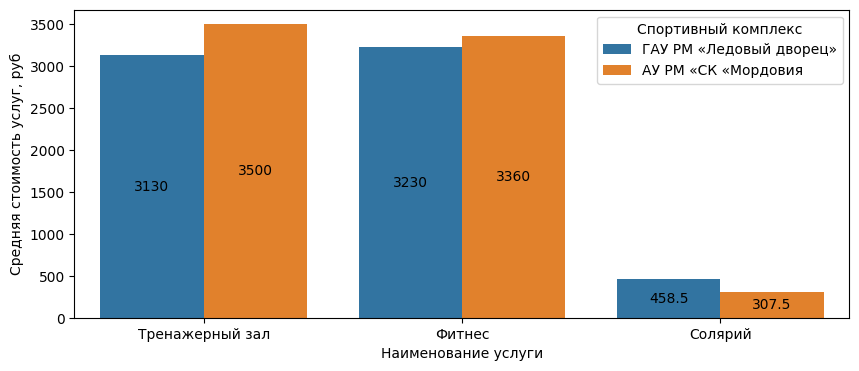 Средняя стоимость услуг, руб
3500
3000
2500
2000
1500
1000
500
0
Спортивный комплекс
ГАУ РМ «Ледовый дворец»
АУ РМ «СК «Мордовия
3130
3500
3230
3360
458.5
307.5
Тренажерный зал
Фитнес
Солярий
Наименование услуги